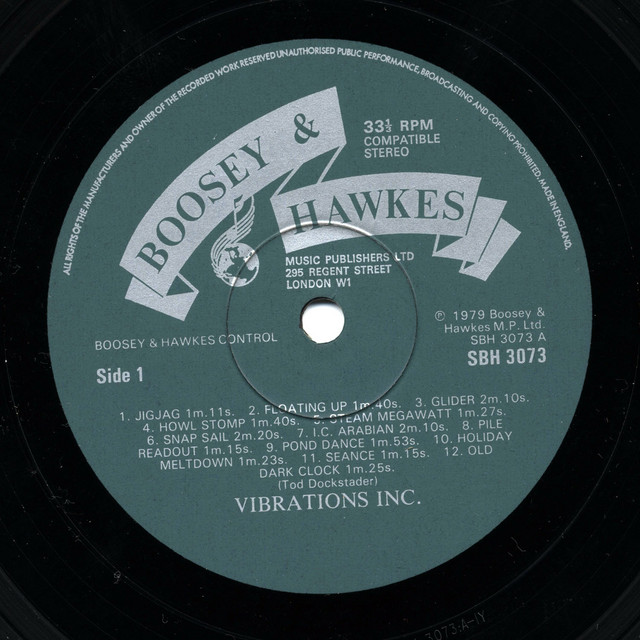 ALL RIGHTS OF THE MANUFACTURERS AND OWNER OF THE RECORDED WORK RESERVED UNAUTHORISED PUBLIC PERFORMANCE, BROADCASTING AND COPYING PROHIBITED. MADE IN ENGLAND.
BOOSEY &
HAWKES
33⅓ RPM
COMPATIBLE
STEREO
MUSIC PUBLISHERS LTD
295 REGENT STREET
LONDON W1
BOOSEY & HAWKES CONTROL
Side 1
℗ 1979 Boosey &
Hawkes M.P. Ltd.
SBH 3073 A
SBH 3073
1. JIGJAG 1m.11s. 2. FLOATING UP 1m.40s. 3. GLIDER 2m.10s.
4. HOWL STOMP 1m.40s. 5. STEAM MEGAWATT 1m.27s.
6. SNAP SAIL 2m.20s. 7. I.C. ARABIAN 2m.10s. 8. PILE
READOUT 1m.15s. 9. POND DANCE 1m.53s. 10. HOLIDAY
MELTDOWN 1m.23s 11. SEANCE 1m.15s. 12. OLD
DARK CLOCK 1m.25s.
(Tod Dockstader)
VIBRATIONS INC.